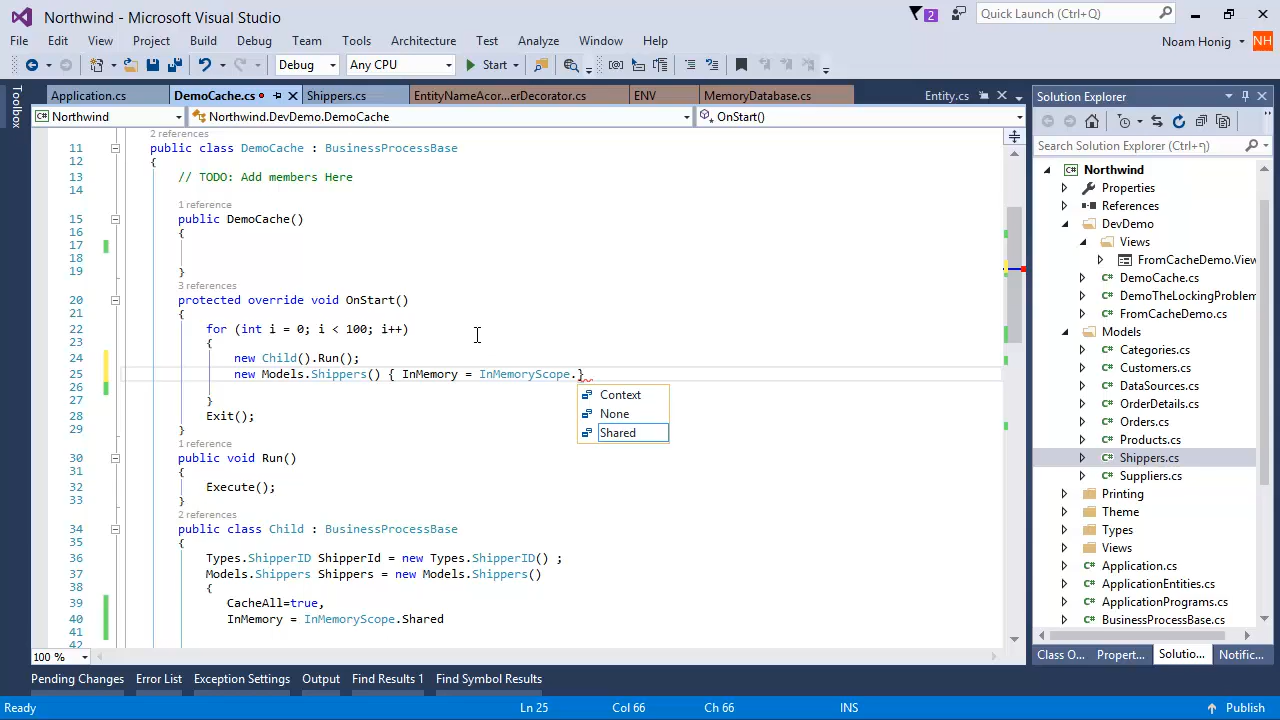 Northwind - Microsoft Visual Studio
2
Quick Launch (Ctrl+Q)
File Edit View Project Build Debug Team Tools Architecture Test Analyze Window Help
Noam Honig NH
Debug Any CPU Start
Toolbox
Application.cs DemoCache.cs Shippers.cs EntityNameAcor...erDecorator.cs ENV MemoryDatabase.cs Entity.cs
Northwind Northwind.DevDemo.DemoCache OnStart()
2 references
11 public class DemoCache : BusinessProcessBase
12 {
13 // TODO: Add members Here
14
1 reference
15 public DemoCache()
16 {
17
18
19 }
3 references
20 protected override void OnStart()
21 {
22 for (int i = 0; i < 100; i++)
23 {
24 new Child().Run();
25 new Models.Shippers() { InMemory = InMemoryScope.}
26
27 }
28 Exit();
29 }
1 reference
30 public void Run()
31 {
32 Execute();
33 }
2 references
34 public class Child : BusinessProcessBase
35 {
36 Types.ShipperID ShipperId = new Types.ShipperID() ;
37 Models.Shippers Shippers = new Models.Shippers()
38 {
39 CacheAll=true,
40 InMemory = InMemoryScope.Shared
41
42
Context
None
Shared
100 %
Solution Explorer
Search Solution Explorer (Ctrl+ק)
Northwind
Properties
References
DevDemo
Views
FromCacheDemo.View
DemoCache.cs
DemoTheLockingProblem
FromCacheDemo.cs
Models
Categories.cs
Customers.cs
DataSources.cs
OrderDetails.cs
Orders.cs
Products.cs
Shippers.cs
Suppliers.cs
Printing
Theme
Types
Views
Application.cs
ApplicationEntities.cs
ApplicationPrograms.cs
BusinessProcessBase.cs
Class O... Propert... Solutio... Notific...
Pending Changes Error List Exception Settings Output Find Results 1 Find Symbol Results
Ready Ln 25 Col 66 Ch 66 INS Publish